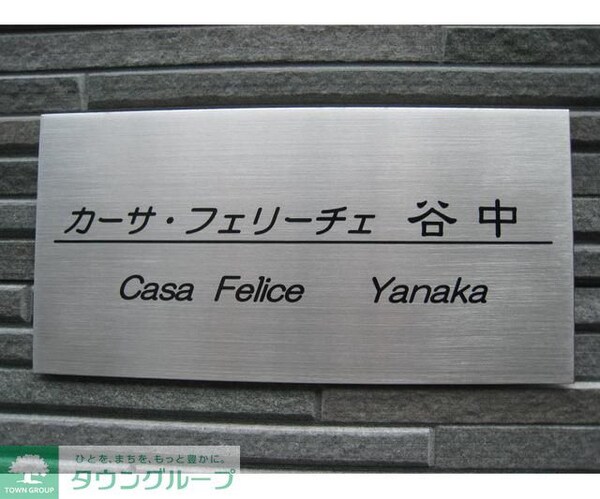 カーサ・フェリーチェ 谷中
Casa Felice Yanaka
ひとを、まちを、もっと豊かに。
タウングループ
TOWN GROUP